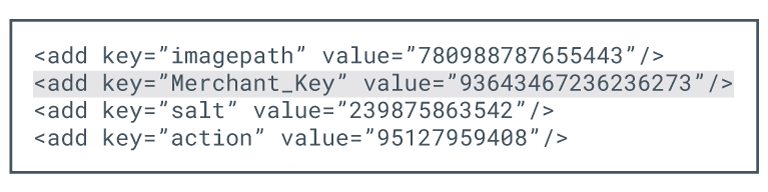 <add key=”imagepath” value=”780988787655443”/>
<add key=”Merchant_Key” value=”93643467236236273”/>
<add key=”salt” value=”239875863542”/>
<add key=”action” value=”95127959408”/>